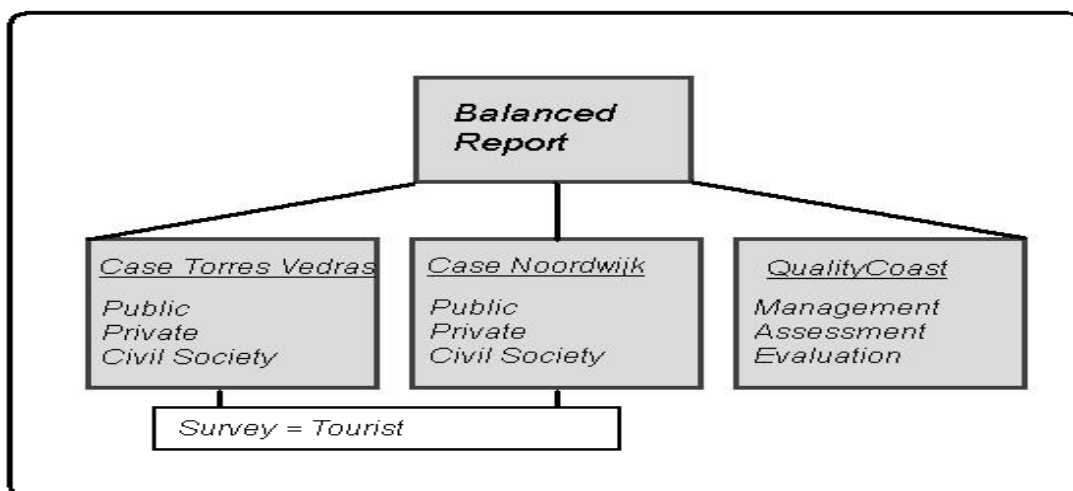 Balanced
Report
Case Torres Vedras
Public
Private
Civil Society
Case Noordwijk
Public
Private
Civil Society
QualityCoast
Management
Assessment
Evaluation
Survey = Tourist